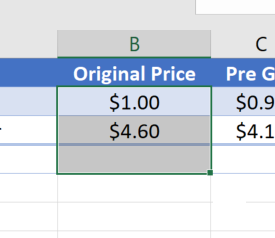 B C
Original Price Pre G
$1.00 $0.9
$4.60 $4.1